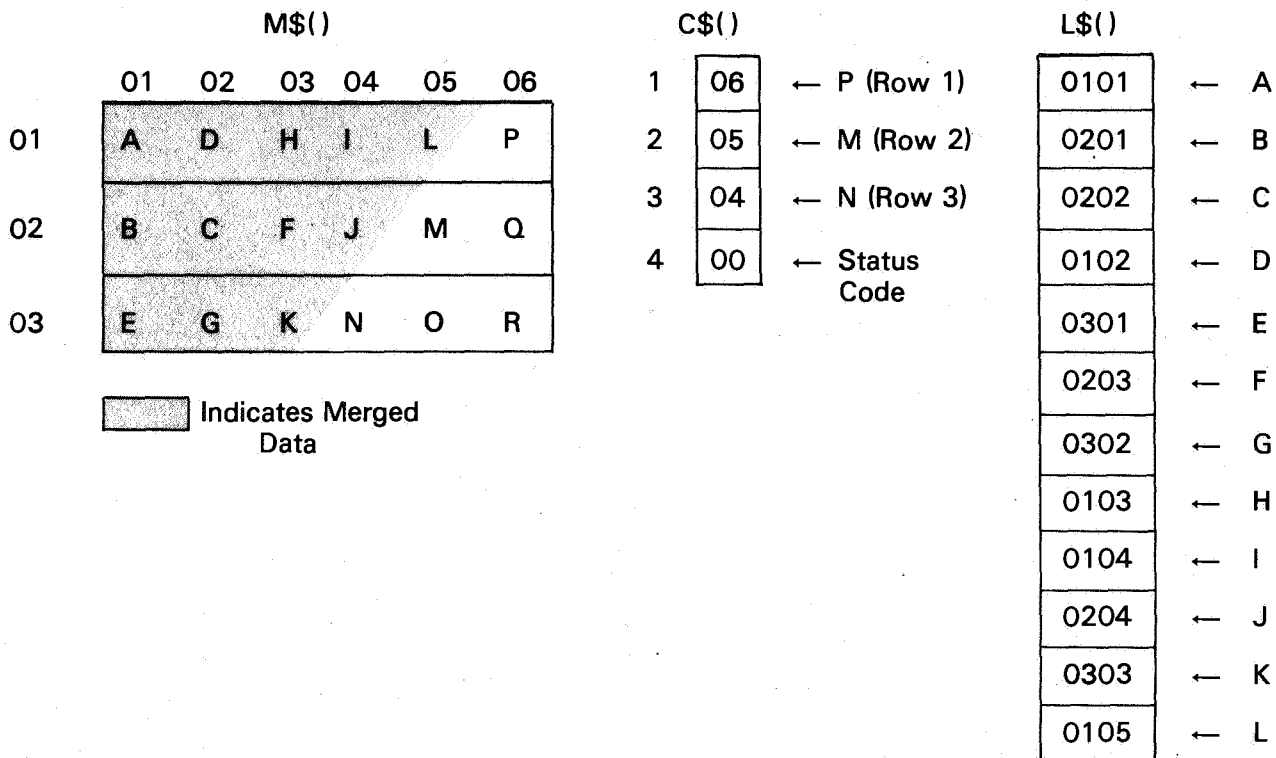 M$()
01 02 03 04 05 06
01 A D H I L P
02 B C F J M Q
03 E G K N O R
Indicates Merged
Data
C$()
1 06 ← P (Row 1)
2 05 ← M (Row 2)
3 04 ← N (Row 3)
4 00 ← Status
Code
L$()
0101 ← A
0201 ← B
0202 ← C
0102 ← D
0301 ← E
0203 ← F
0302 ← G
0103 ← H
0104 ← I
0204 ← J
0303 ← K
0105 ← L